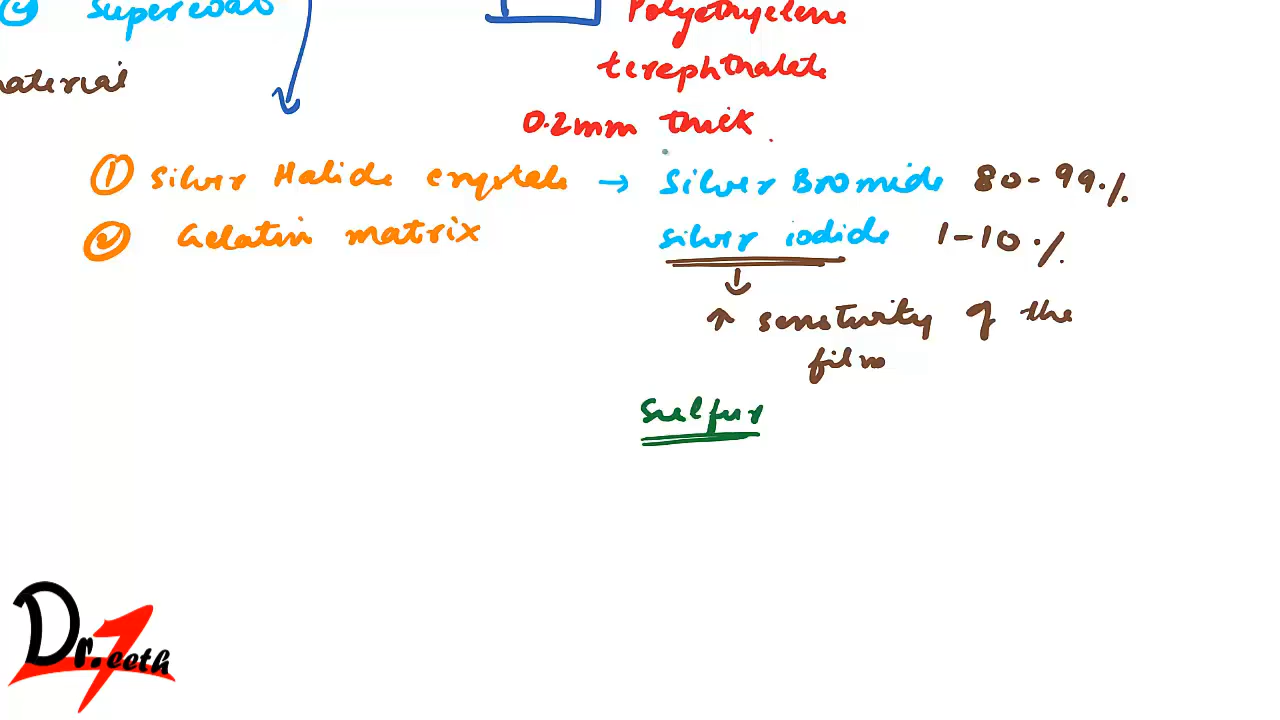 supercoat
Polyethylene
material
terephthalate
0.2mm thick
① Silver Halide crystals → Silver Bromide 80-99%
② Gelatin matrix
Silver iodide 1-10%
↓
↑ sensitivity of the
film
Sulfur
Dr.Teeth